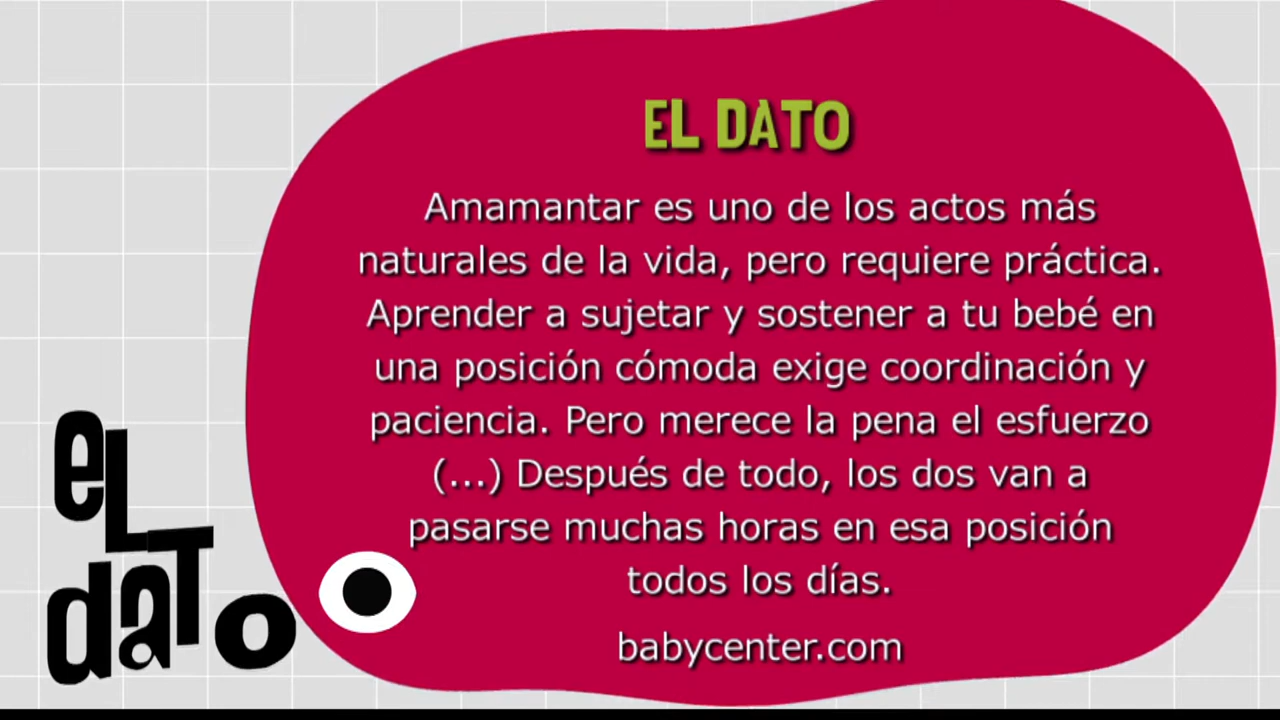 EL DATO
Amamantar es uno de los actos más
naturales de la vida, pero requiere práctica.
Aprender a sujetar y sostener a tu bebé en
una posición cómoda exige coordinación y
paciencia. Pero merece la pena el esfuerzo
(...) Después de todo, los dos van a
pasarse muchas horas en esa posición
todos los días.
babycenter.com
eL
daTo